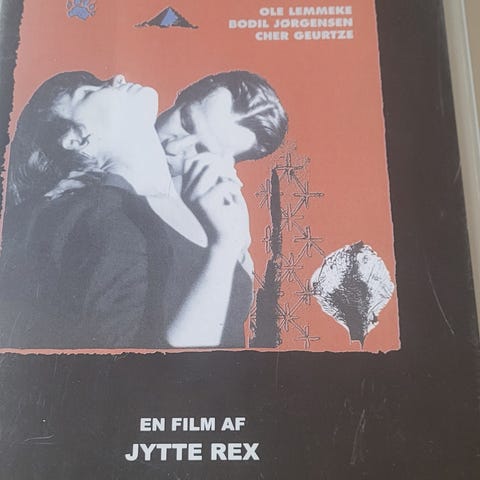 OLE LEMMEKE
BODIL JØRGENSEN
CHER GEURTZE
EN FILM AF
JYTTE REX